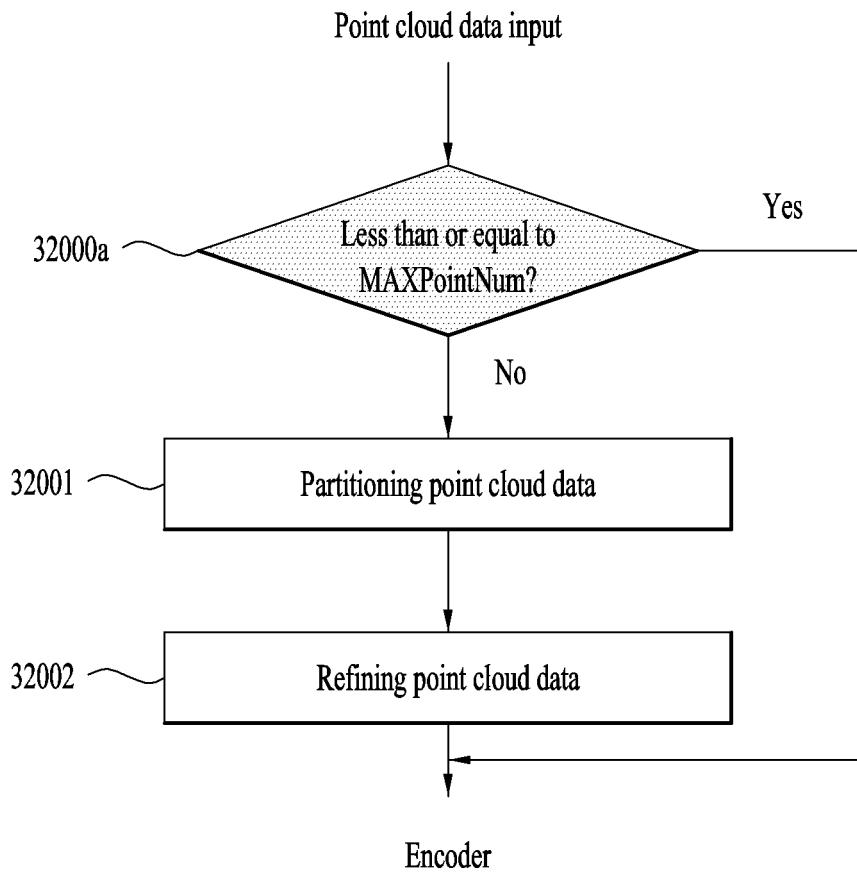 Point cloud data input
Yes
32000a
Less than or equal to
MAXPointNum?
No
32001
Partitioning point cloud data
32002
Refining point cloud data
Encoder